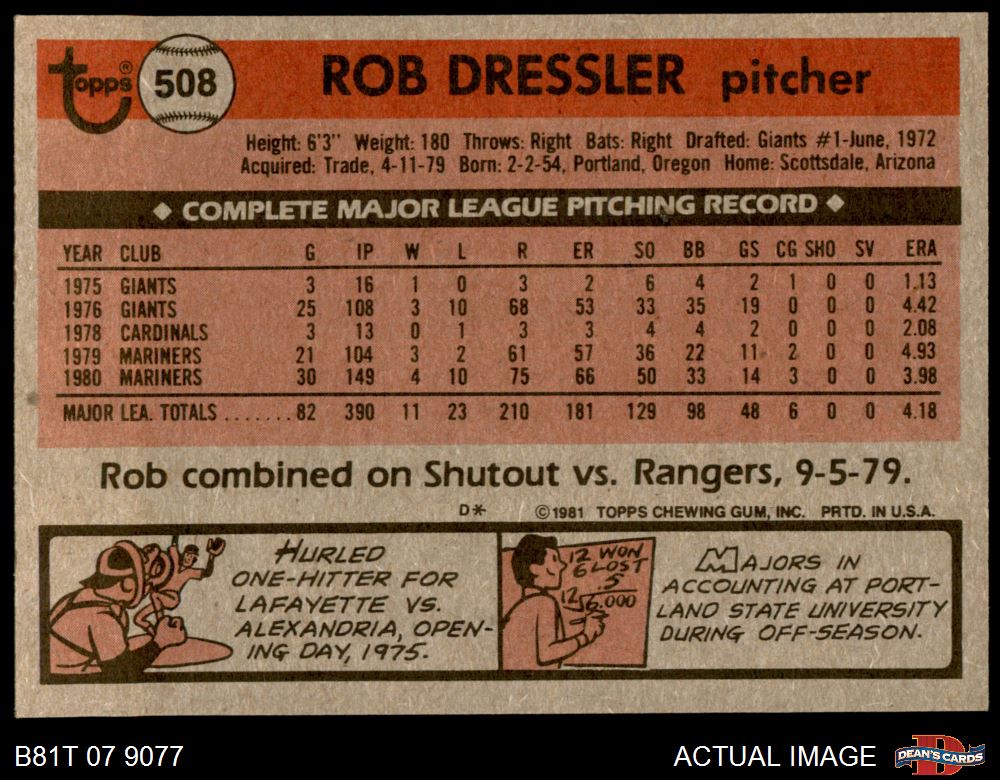 Topps® 508 ROB DRESSLER pitcher
Height: 6'3" Weight: 180 Throws: Right Bats: Right Drafted: Giants #1-June, 1972
Acquired: Trade, 4-11-79 Born: 2-2-54, Portland, Oregon Home: Scottsdale, Arizona
◆ COMPLETE MAJOR LEAGUE PITCHING RECORD ◆
YEAR CLUB G IP W L R ER SO BB GS CG SHO SV ERA
1975 GIANTS 3 16 1 0 3 2 6 4 2 1 0 0 1.13
1976 GIANTS 25 108 3 10 68 53 33 35 19 0 0 0 4.42
1978 CARDINALS 3 13 0 1 3 3 4 4 2 0 0 0 2.08
1979 MARINERS 21 104 3 2 61 57 36 22 11 2 0 0 4.93
1980 MARINERS 30 149 4 10 75 66 50 33 14 3 0 0 3.98
MAJOR LEA. TOTALS ....... 82 390 11 23 210 181 129 98 48 6 0 0 4.18
Rob combined on Shutout vs. Rangers, 9-5-79.
D* ©1981 TOPPS CHEWING GUM, INC. PRTD. IN U.S.A.
HURLED
ONE-HITTER FOR
LAFAYETTE VS.
ALEXANDRIA, OPEN-
ING DAY, 1975.
12 WON
6 LOST
.5
12 6.000
MAJORS IN
ACCOUNTING AT PORT-
LAND STATE UNIVERSITY
DURING OFF-SEASON.
B81T 07 9077 ACTUAL IMAGE DEAN'S CARDS